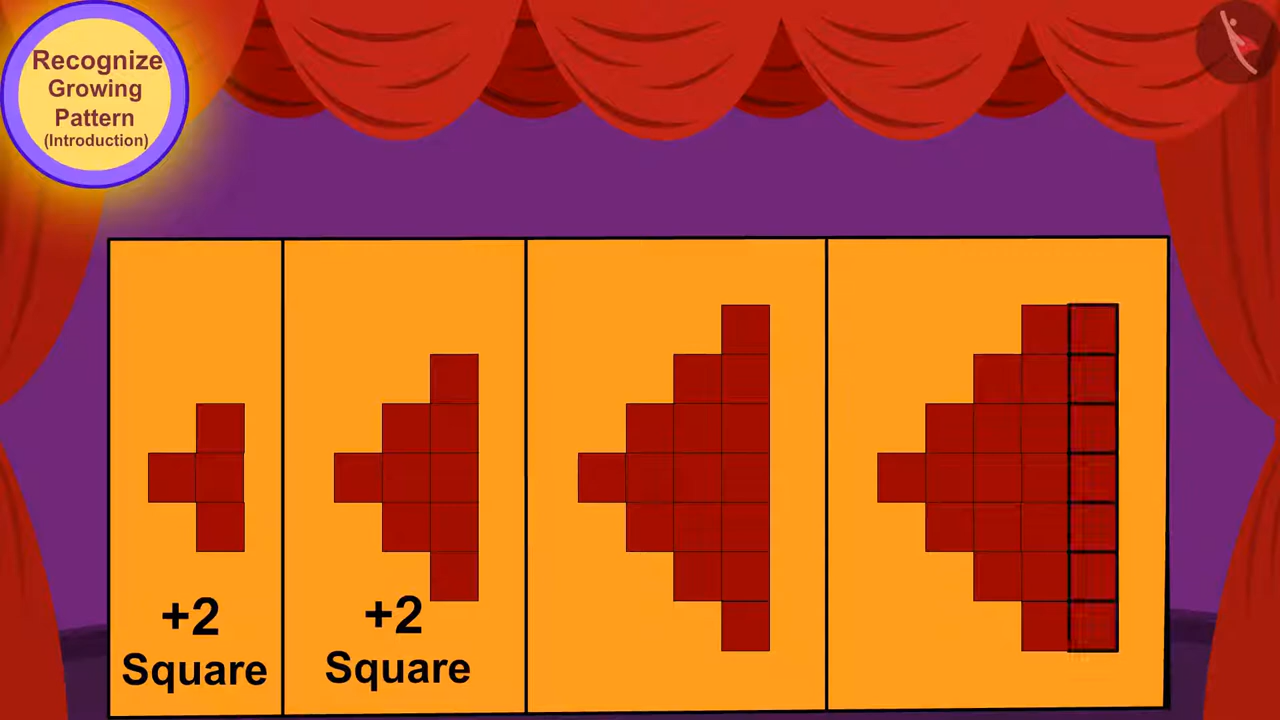 Recognize
Growing
Pattern
(Introduction)
+2
Square
+2
Square